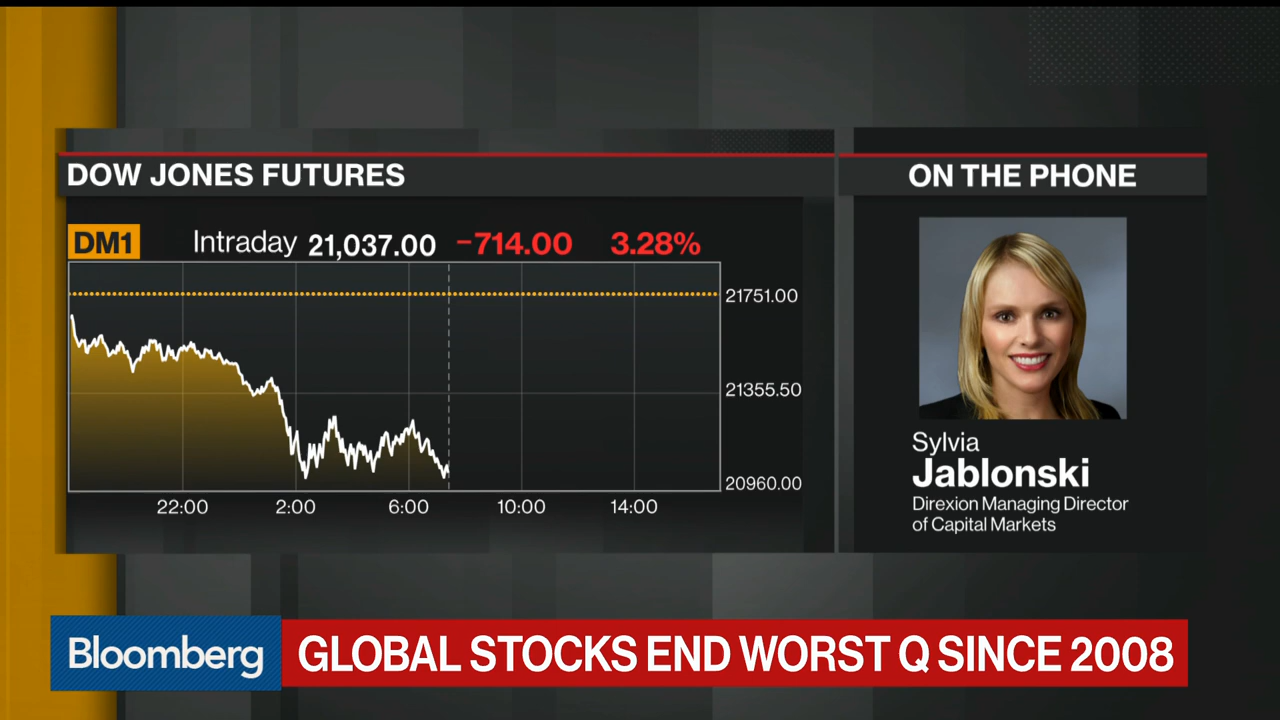 DOW JONES FUTURES
DM1 Intraday 21,037.00 -714.00 3.28%
21751.00
21355.50
20960.00
22:00 2:00 6:00 10:00 14:00
ON THE PHONE
Sylvia
Jablonski
Direxion Managing Director
of Capital Markets
Bloomberg
GLOBAL STOCKS END WORST Q SINCE 2008